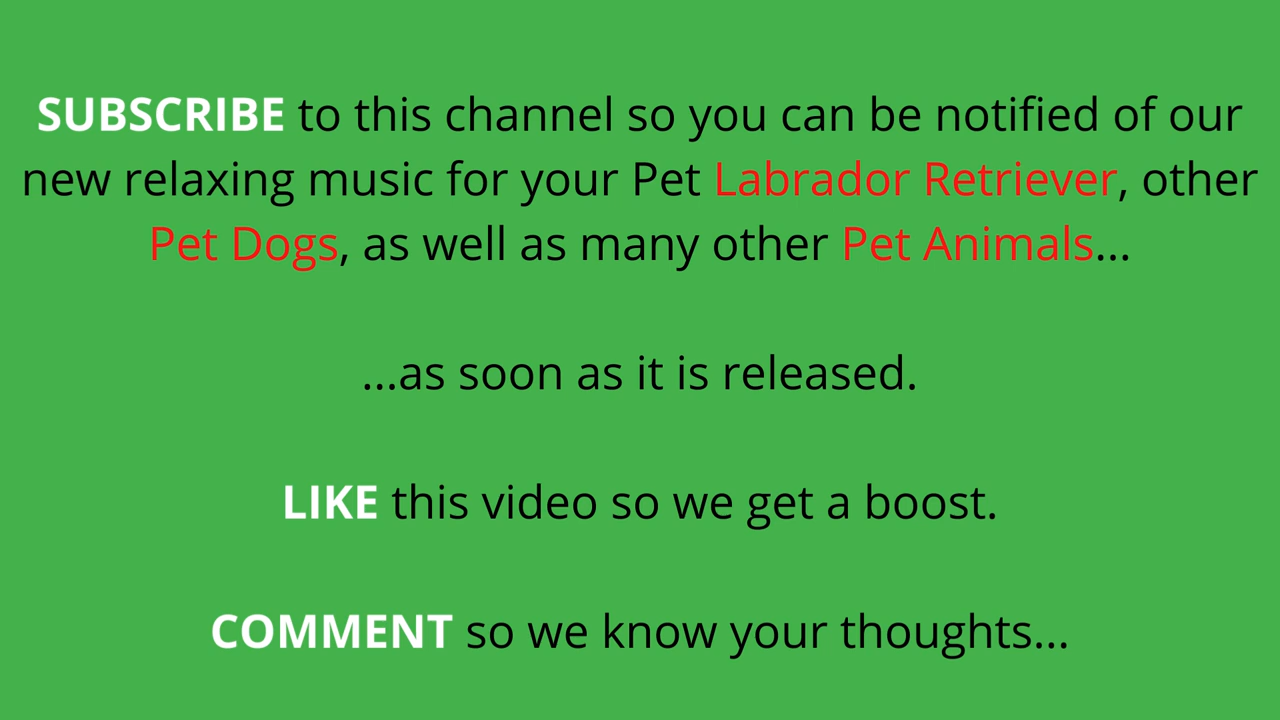 SUBSCRIBE to this channel so you can be notified of our
new relaxing music for your Pet Labrador Retriever, other
Pet Dogs, as well as many other Pet Animals...
...as soon as it is released.
LIKE this video so we get a boost.
COMMENT so we know your thoughts...